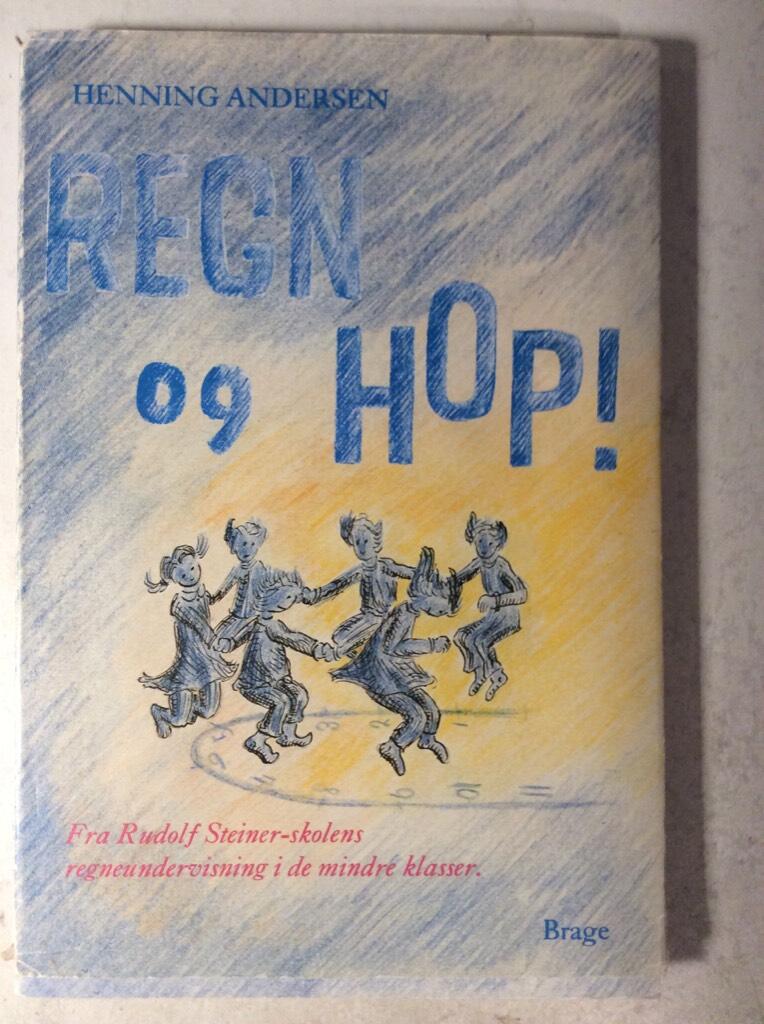 HENNING ANDERSEN
REGN
og HOP!
Fra Rudolf Steiner-skolens
regneundervisning i de mindre klasser.
Brage